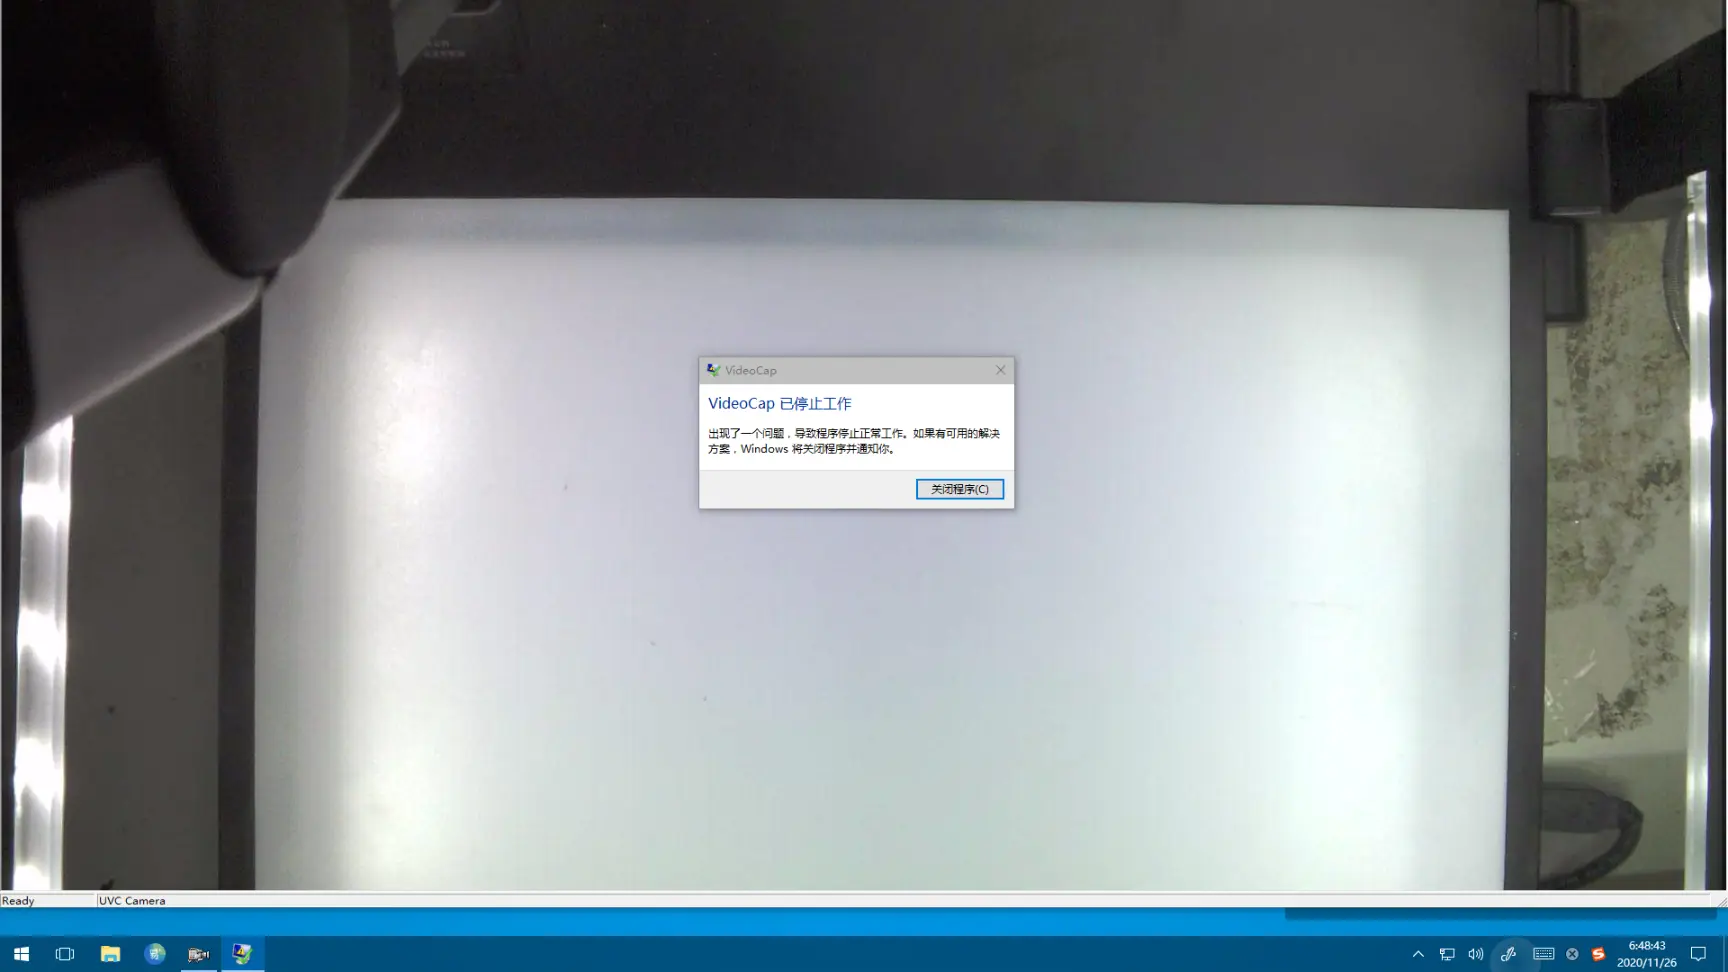 VideoCap
VideoCap 已停止工作
出现了一个问题，导致程序停止正常工作。如果有可用的解决
方案，Windows 将关闭程序并通知你。
关闭程序(C)
Ready
UVC Camera
6:48:43
2020/11/26